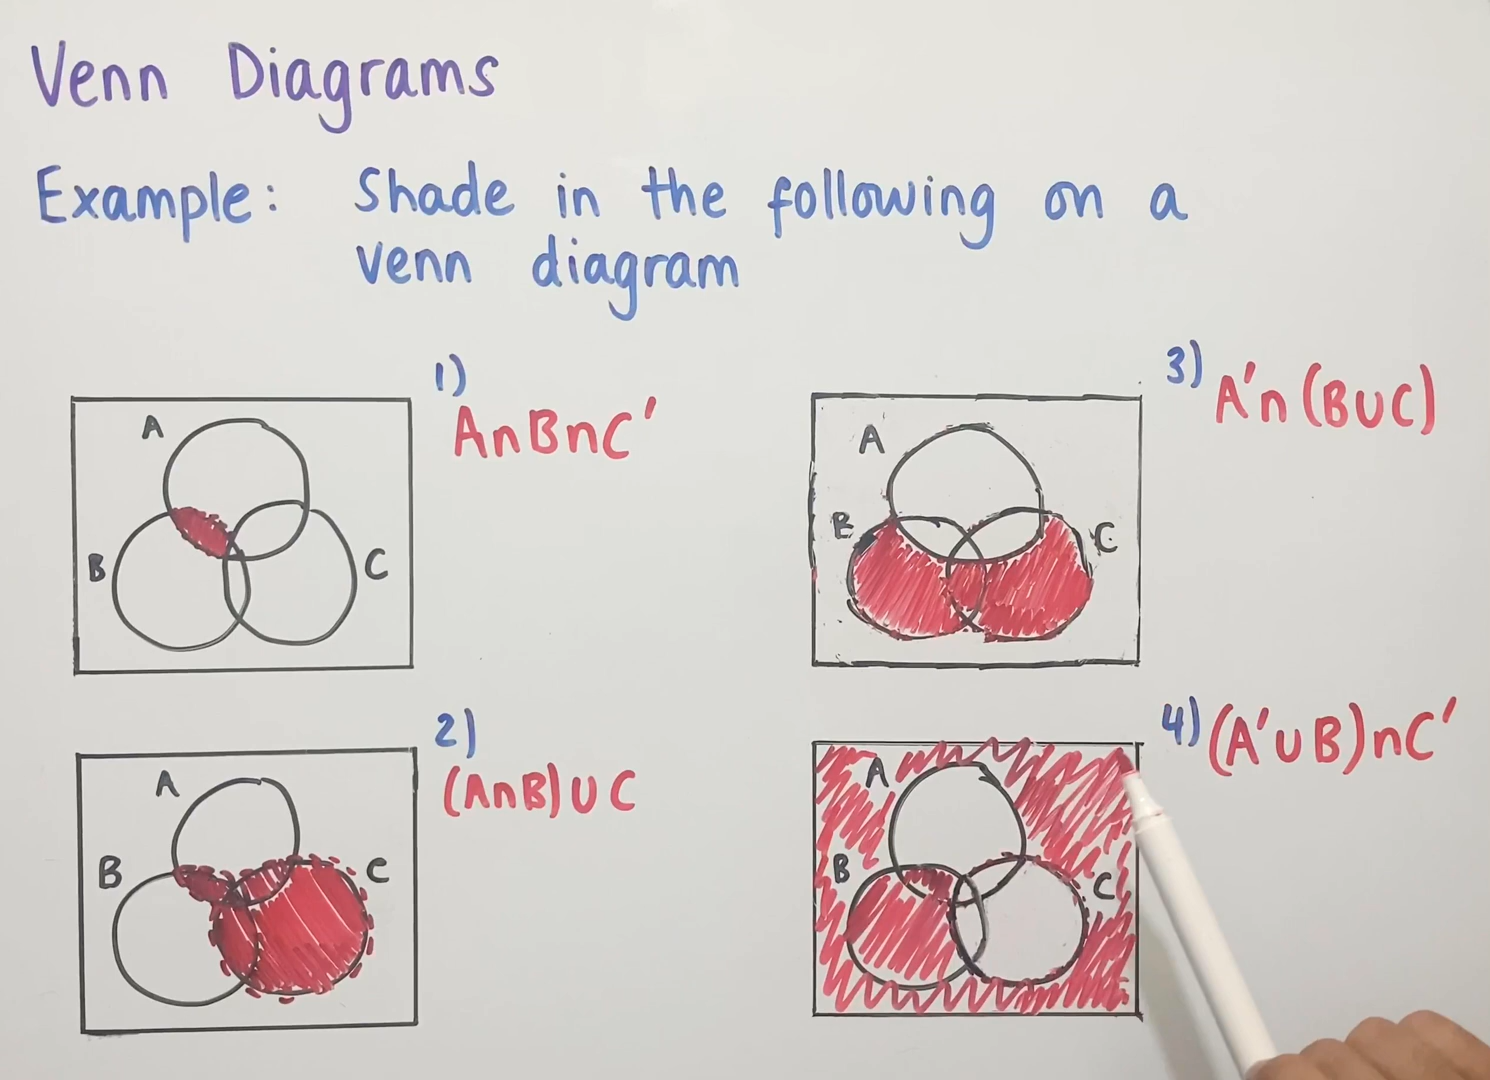 Venn Diagrams
Example: Shade in the following on a
venn diagram
1)
A∩B∩C'
A
B
C
2)
(A∩B)∪C
A
B
C
3)
A'∩(B∪C)
A
B
C
4)
(A'∪B)∩C'
A
B
C